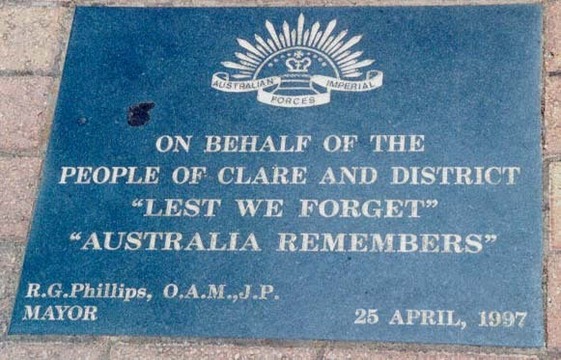 AUSTRALIAN IMPERIAL
FORCES
ON BEHALF OF THE
PEOPLE OF CLARE AND DISTRICT
"LEST WE FORGET"
"AUSTRALIA REMEMBERS"
R.G.Phillips, O.A.M.,J.P.
MAYOR
25 APRIL, 1997